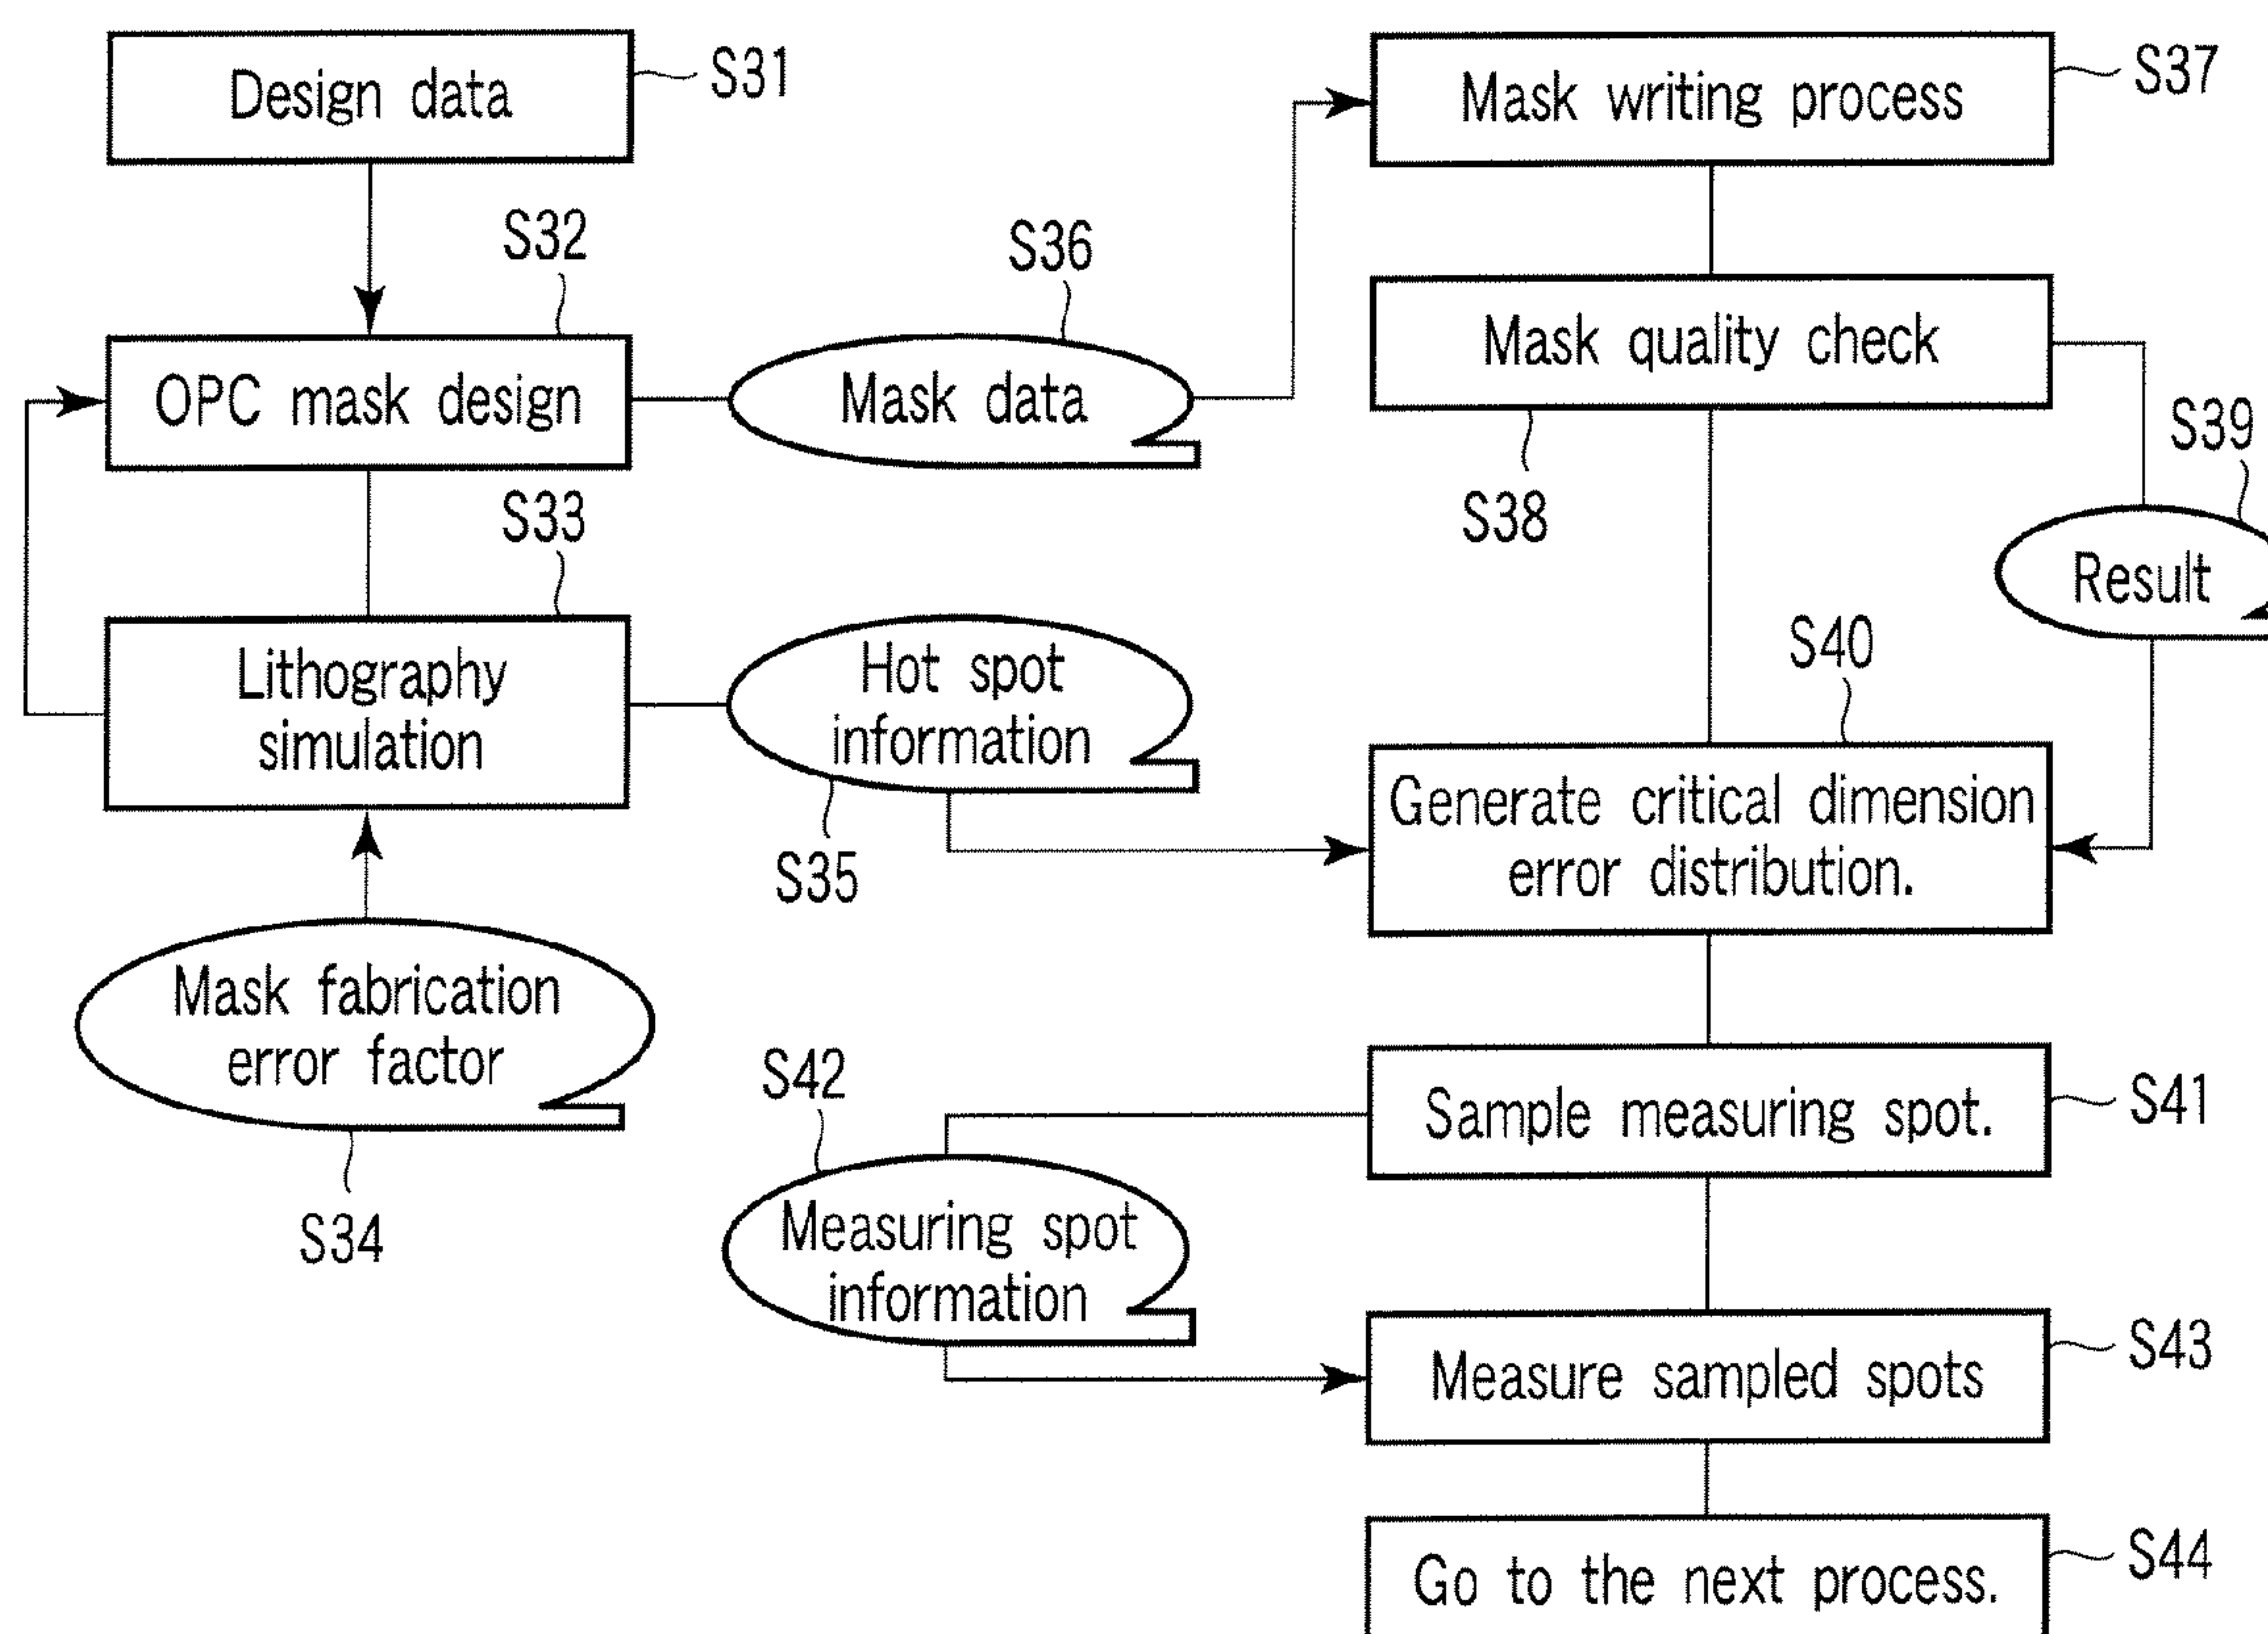 Design data
S31
S32
OPC mask design
S33
Lithography
simulation
Mask fabrication
error factor
S34
S36
Mask data
Hot spot
information
S35
S42
Measuring spot
information
Mask writing process
S37
Mask quality check
S38
S39
Result
S40
Generate critical dimension
error distribution.
Sample measuring spot.
S41
Measure sampled spots
S43
Go to the next process.
S44